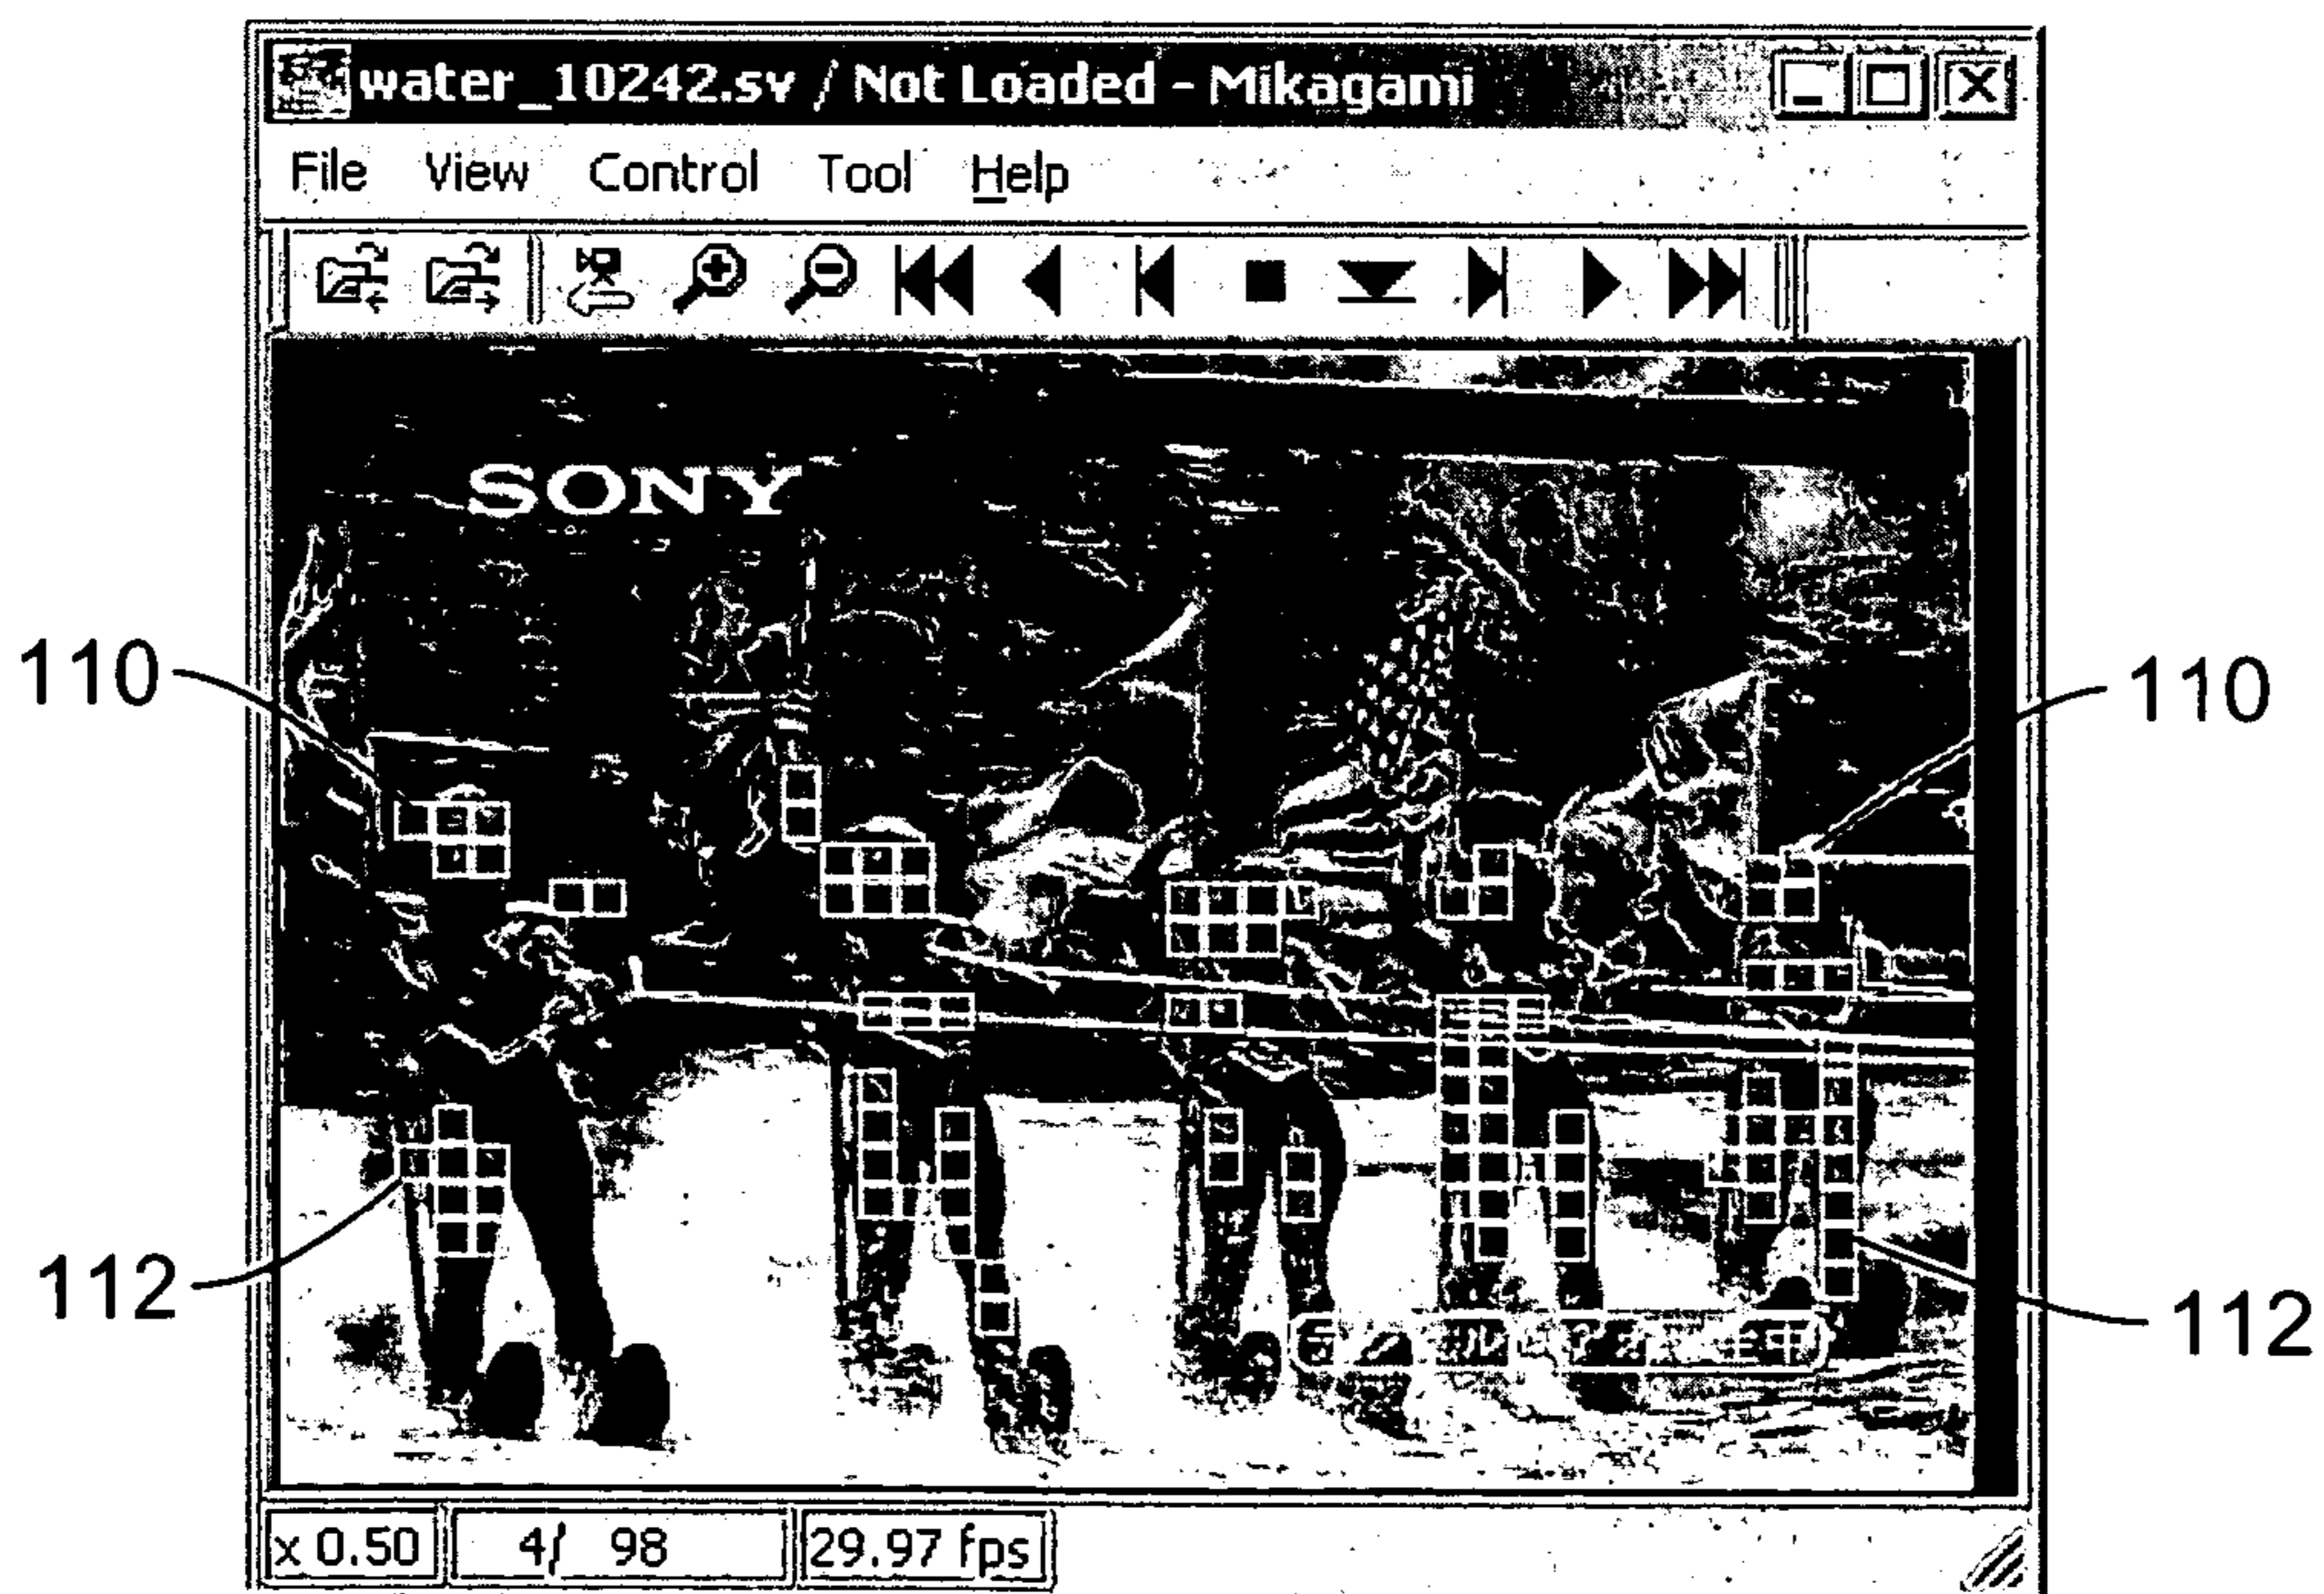 water_10242.sv / Not Loaded - Mikagami
File View Control Tool Help
SONY
110
110
112
112
x 0.50 4/ 98 29.97 fps